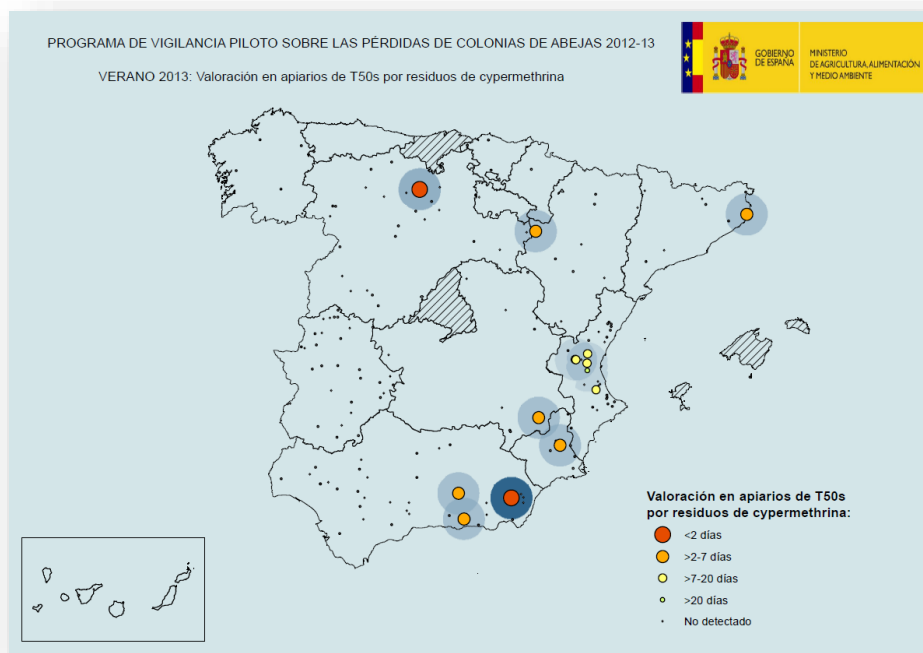 PROGRAMA DE VIGILANCIA PILOTO SOBRE LAS PÉRDIDAS DE COLONIAS DE ABEJAS 2012-13
VERANO 2013: Valoración en apiarios de T50s por residuos de cypermethrina
GOBIERNO
DE ESPAÑA
MINISTERIO
DE AGRICULTURA, ALIMENTACIÓN
Y MEDIO AMBIENTE
Valoración en apiarios de T50s
por residuos de cypermethrina:
<2 días
>2-7 días
>7-20 días
>20 días
No detectado